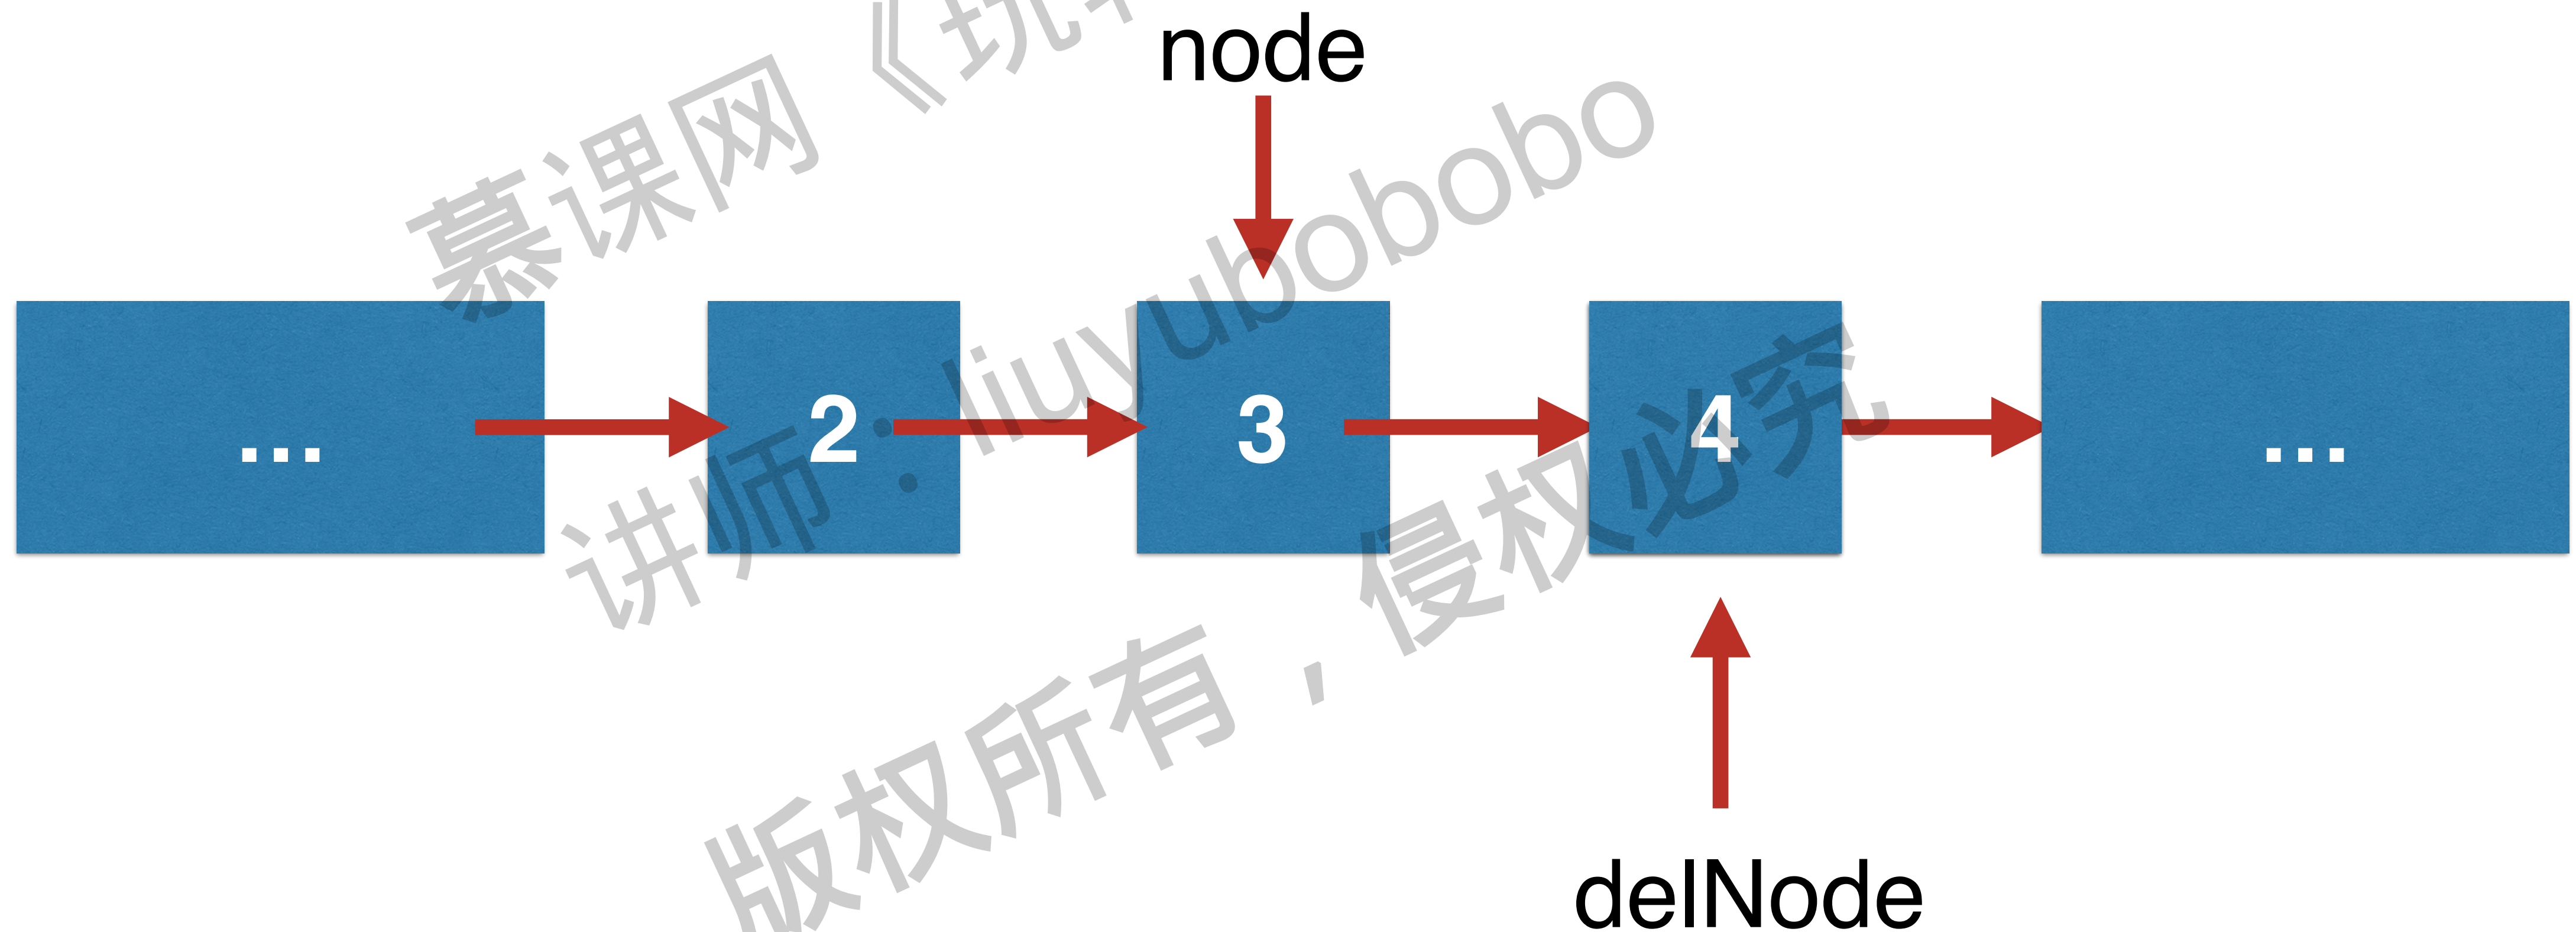 node
... 2 3 4 ...
delNode
慕课网《玩
讲师：liuyubobobo
版权所有，侵权必究